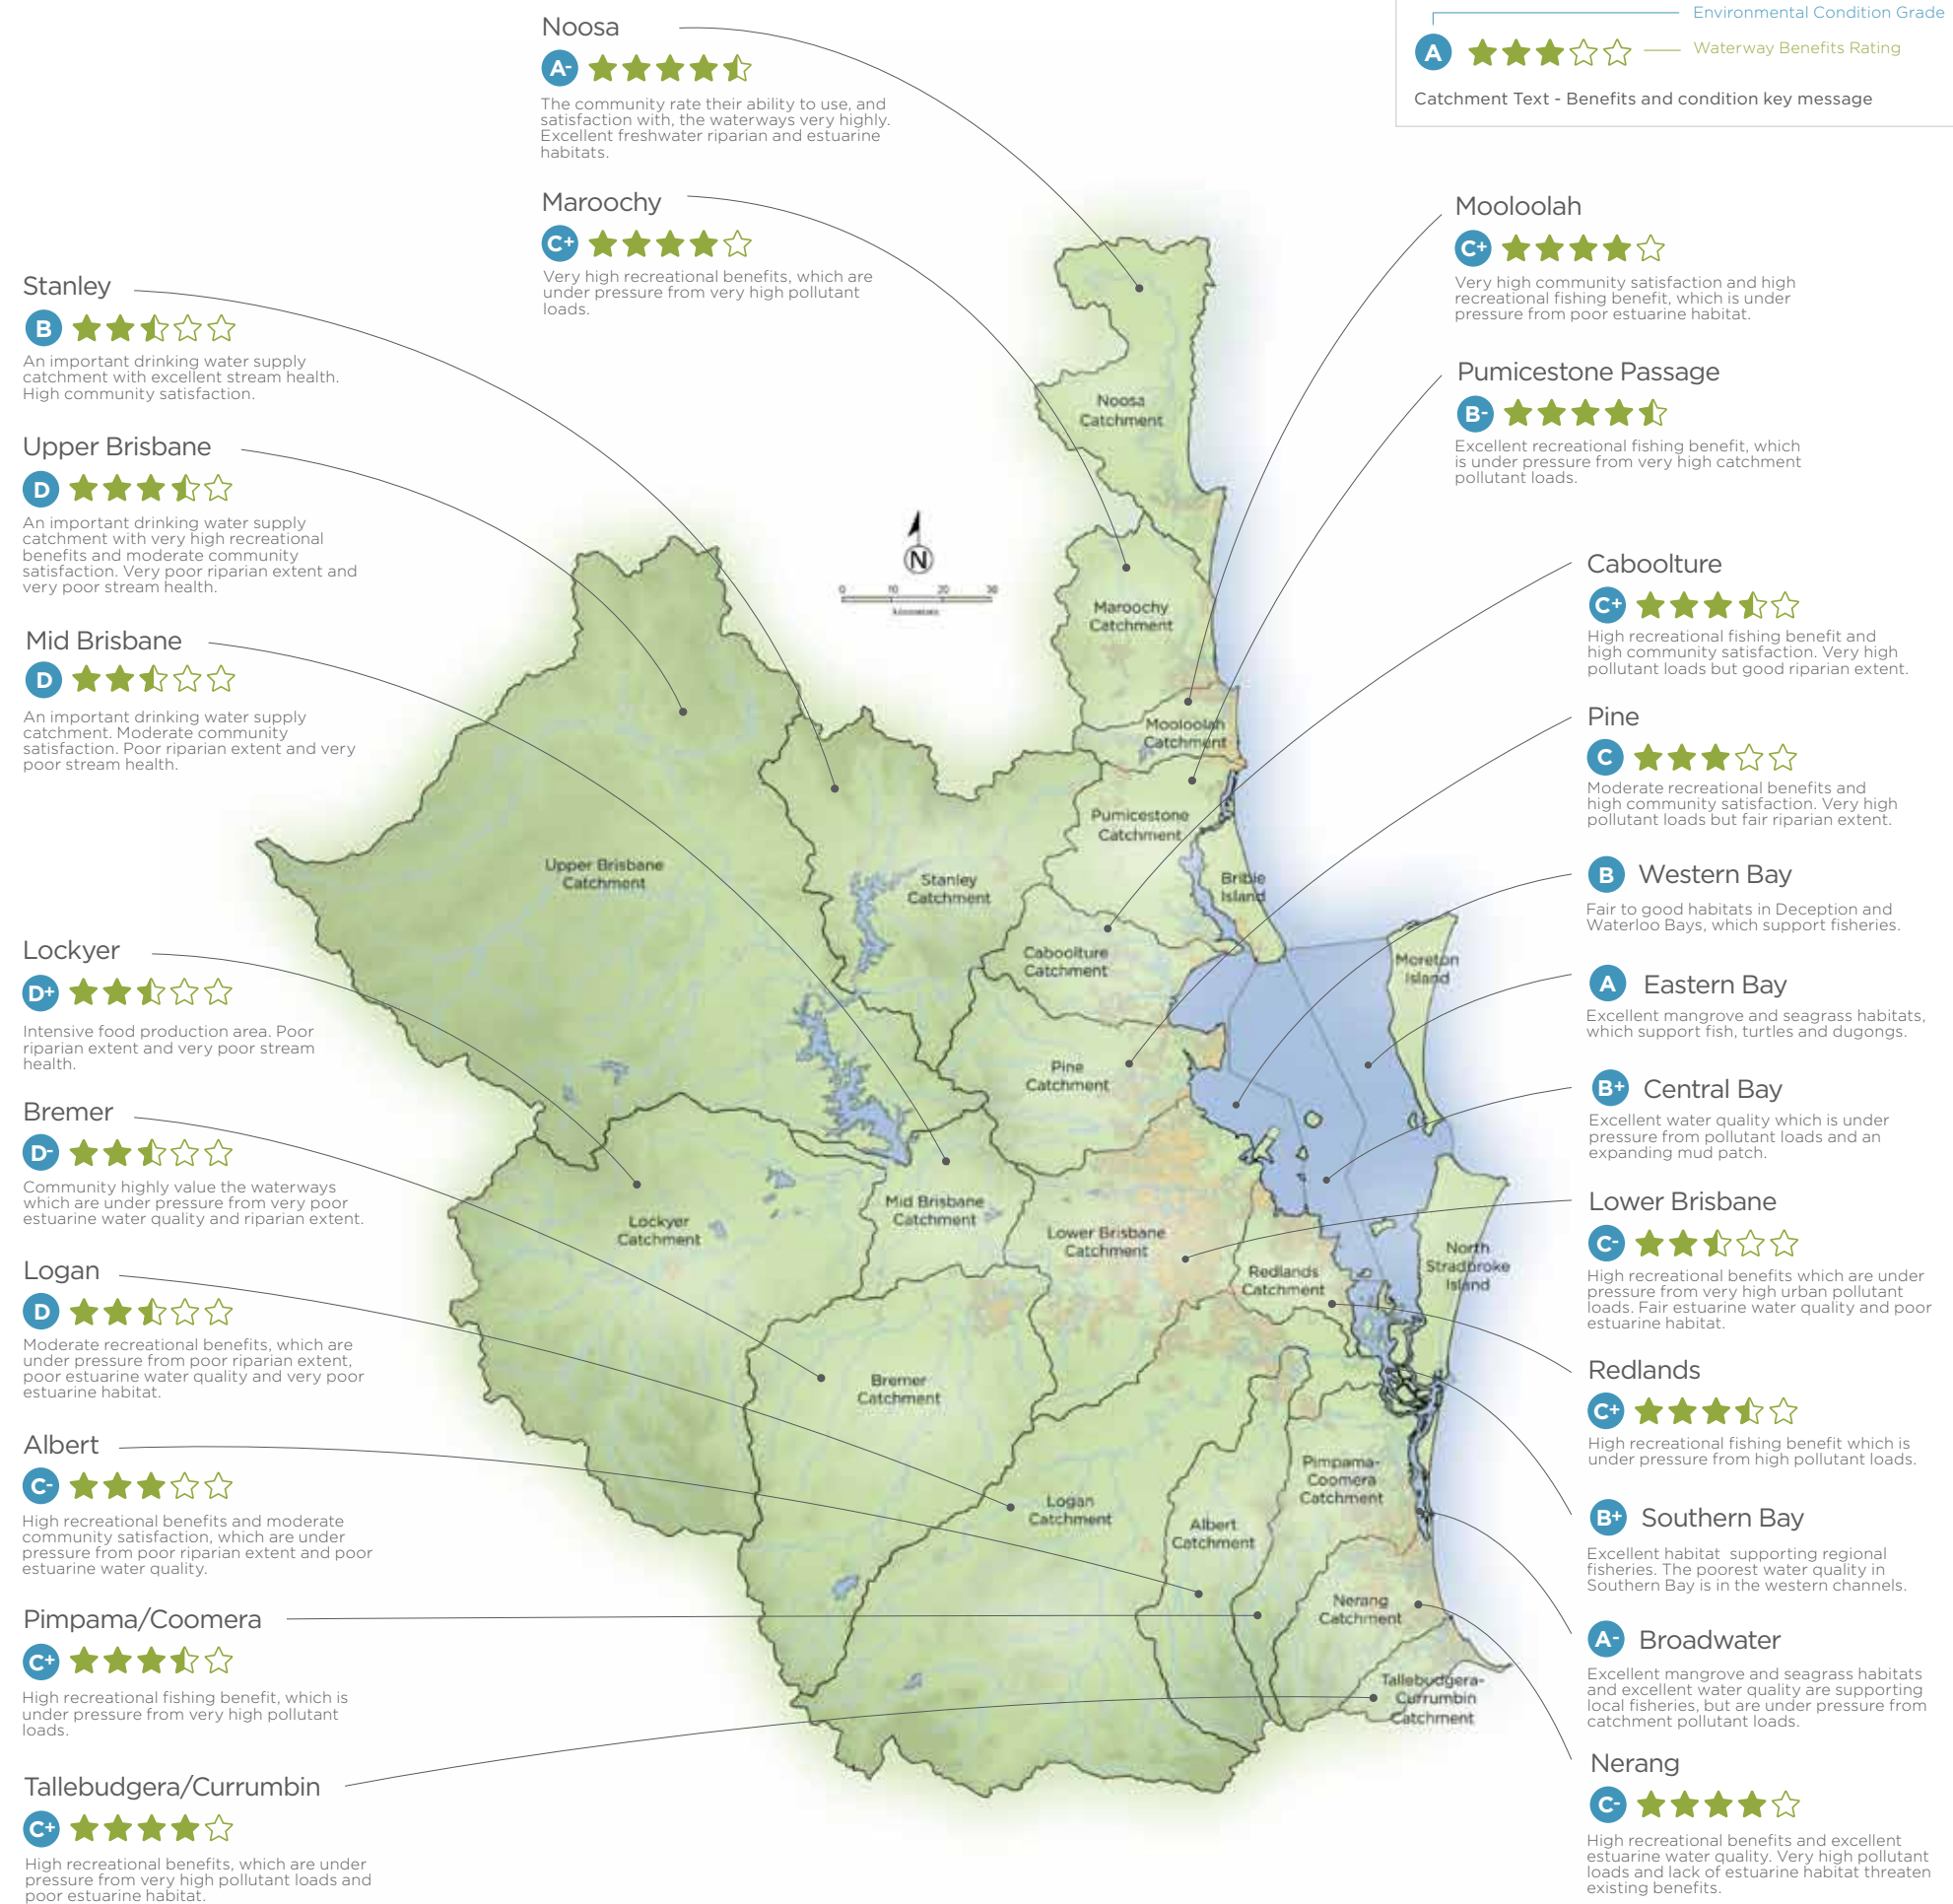 Environmental Condition Grade
A
Waterway Benefits Rating
Catchment Text - Benefits and condition key message
Noosa
A-
The community rate their ability to use, and
satisfaction with, the waterways very highly.
Excellent freshwater riparian and estuarine
habitats.
Maroochy
C+
Very high recreational benefits, which are
under pressure from very high pollutant
loads.
Stanley
B
An important drinking water supply
catchment with excellent stream health.
High community satisfaction.
Upper Brisbane
D
An important drinking water supply
catchment with very high recreational
benefits and moderate community
satisfaction. Very poor riparian extent and
very poor stream health.
Mid Brisbane
D
An important drinking water supply
catchment. Moderate community
satisfaction. Poor riparian extent and very
poor stream health.
Lockyer
D+
Intensive food production area. Poor
riparian extent and very poor stream
health.
Bremer
D-
Community highly value the waterways
which are under pressure from very poor
estuarine water quality and riparian extent.
Logan
D
Moderate recreational benefits, which are
under pressure from poor riparian extent,
poor estuarine water quality and very poor
estuarine habitat.
Albert
C-
High recreational benefits and moderate
community satisfaction, which are under
pressure from poor riparian extent and poor
estuarine water quality.
Pimpama/Coomera
C+
High recreational fishing benefit, which is
under pressure from very high pollutant
loads.
Tallebudgera/Currumbin
C+
High recreational benefits, which are under
pressure from very high pollutant loads and
poor estuarine habitat.
N
0 10 20 30
kilometres
Noosa
Catchment
Maroochy
Catchment
Mooloolah
Catchment
Pumicestone
Catchment
Bribie
Island
Upper Brisbane
Catchment
Stanley
Catchment
Caboolture
Catchment
Moreton
Island
Pine
Catchment
Mid Brisbane
Catchment
Lockyer
Catchment
Lower Brisbane
Catchment
Redlands
Catchment
North
Stradbroke
Island
Bremer
Catchment
Pimpama-
Coomera
Catchment
Logan
Catchment
Albert
Catchment
Nerang
Catchment
Tallebudgera-
Currumbin
Catchment
Mooloolah
C+
Very high community satisfaction and high
recreational fishing benefit, which is under
pressure from poor estuarine habitat.
Pumicestone Passage
B-
Excellent recreational fishing benefit, which
is under pressure from very high catchment
pollutant loads.
Caboolture
C+
High recreational fishing benefit and
high community satisfaction. Very high
pollutant loads but good riparian extent.
Pine
C
Moderate recreational benefits and
high community satisfaction. Very high
pollutant loads but fair riparian extent.
B Western Bay
Fair to good habitats in Deception and
Waterloo Bays, which support fisheries.
A Eastern Bay
Excellent mangrove and seagrass habitats,
which support fish, turtles and dugongs.
B+ Central Bay
Excellent water quality which is under
pressure from pollutant loads and an
expanding mud patch.
Lower Brisbane
C-
High recreational benefits which are under
pressure from very high urban pollutant
loads. Fair estuarine water quality and poor
estuarine habitat.
Redlands
C+
High recreational fishing benefit which is
under pressure from high pollutant loads.
B+ Southern Bay
Excellent habitat supporting regional
fisheries. The poorest water quality in
Southern Bay is in the western channels.
A- Broadwater
Excellent mangrove and seagrass habitats
and excellent water quality are supporting
local fisheries, but are under pressure from
catchment pollutant loads.
Nerang
C-
High recreational benefits and excellent
estuarine water quality. Very high pollutant
loads and lack of estuarine habitat threaten
existing benefits.